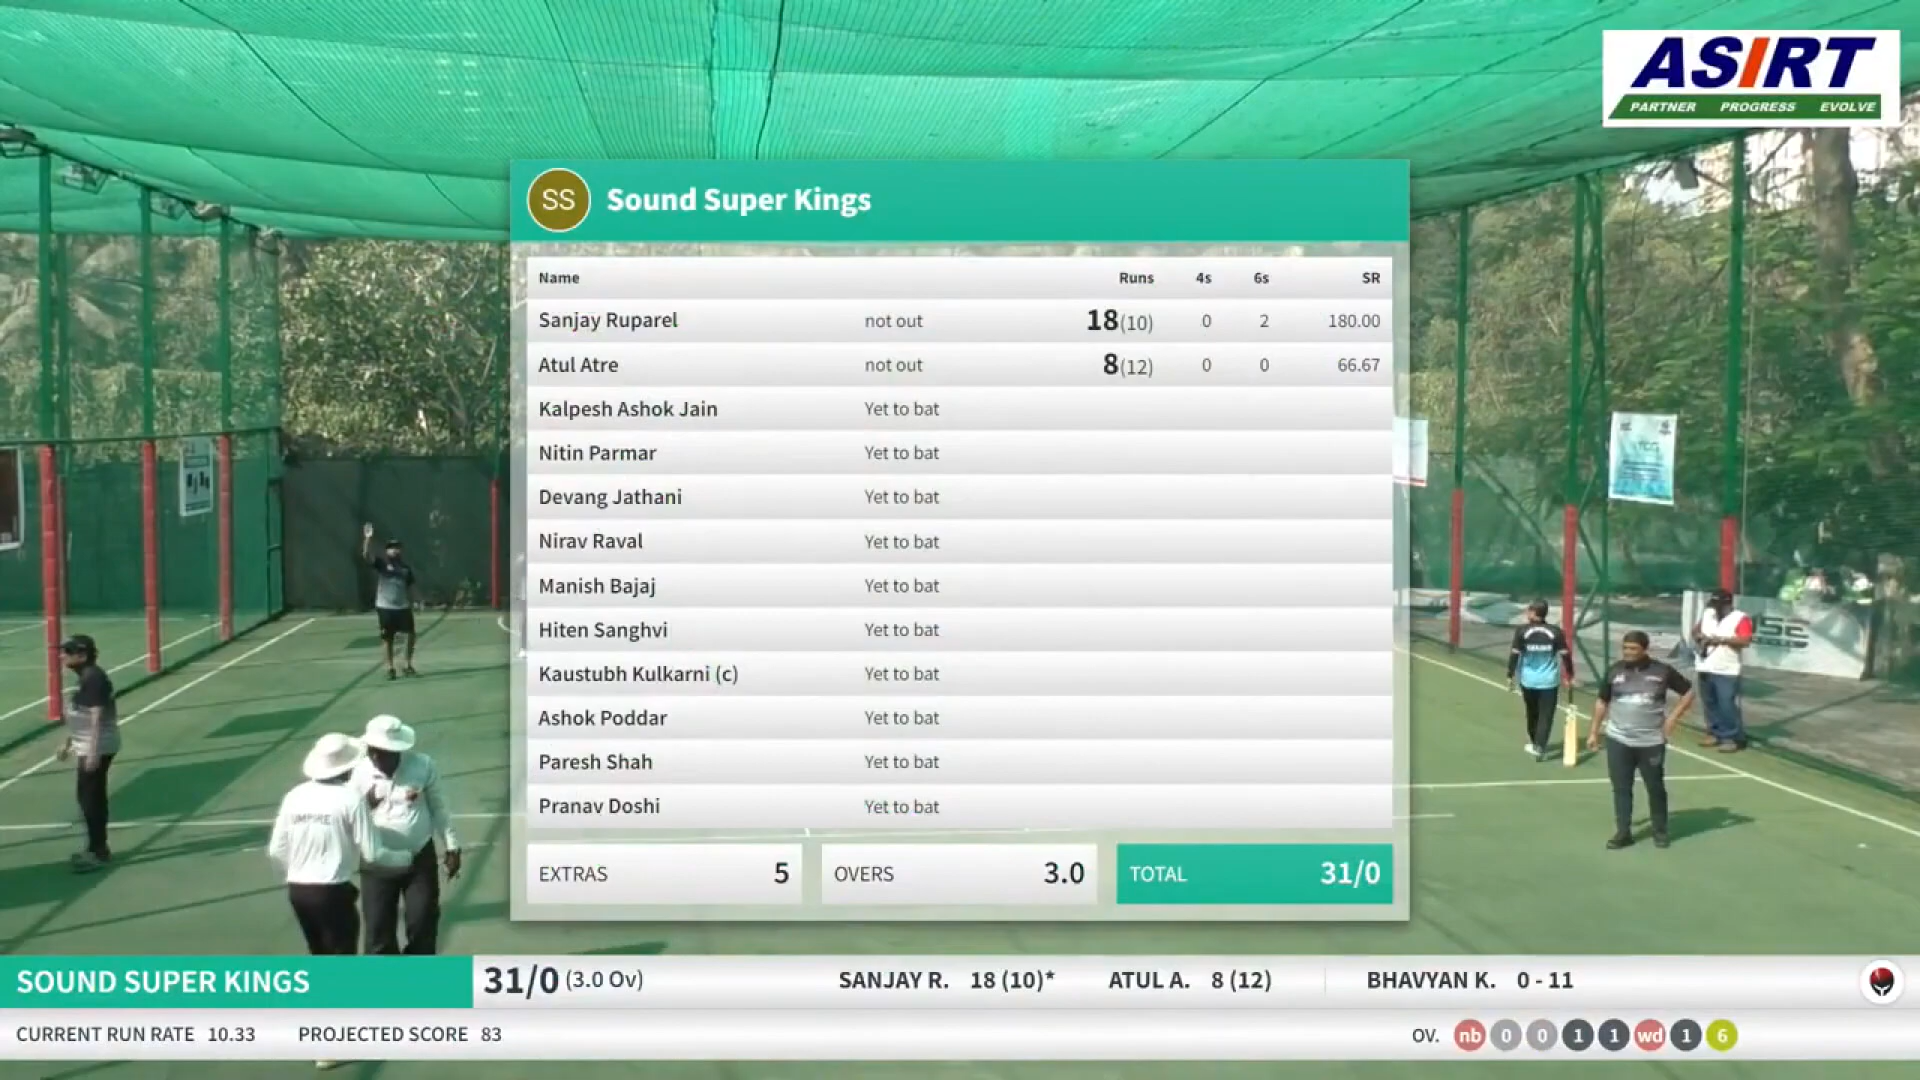 ASIRT
PARTNER PROGRESS EVOLVE
SS Sound Super Kings
Name Runs 4s 6s SR
Sanjay Ruparel not out 18(10) 0 2 180.00
Atul Atre not out 8(12) 0 0 66.67
Kalpesh Ashok Jain Yet to bat
Nitin Parmar Yet to bat
Devang Jathani Yet to bat
Nirav Raval Yet to bat
Manish Bajaj Yet to bat
Hiten Sanghvi Yet to bat
Kaustubh Kulkarni (c) Yet to bat
Ashok Poddar Yet to bat
Paresh Shah Yet to bat
Pranav Doshi Yet to bat
EXTRAS 5 OVERS 3.0 TOTAL 31/0
UMPIRE
SOUND SUPER KINGS 31/0 (3.0 Ov) SANJAY R. 18 (10)* ATUL A. 8 (12) BHAVYAN K. 0 - 11
CURRENT RUN RATE 10.33 PROJECTED SCORE 83 OV. nb 0 0 1 1 wd 1 6